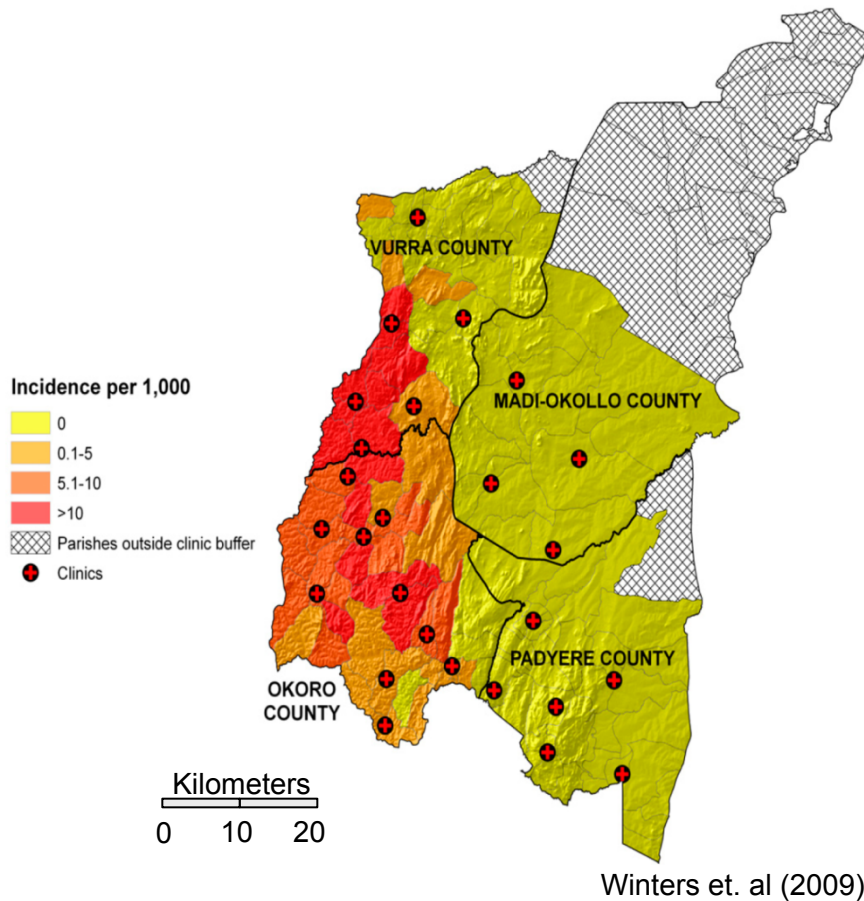 VURRA COUNTY
Incidence per 1,000
0
0.1-5
5.1-10
>10
Parishes outside clinic buffer
Clinics
MADI-OKOLLO COUNTY
PADYERE COUNTY
OKORO
COUNTY
Kilometers
0 10 20
Winters et. al (2009)